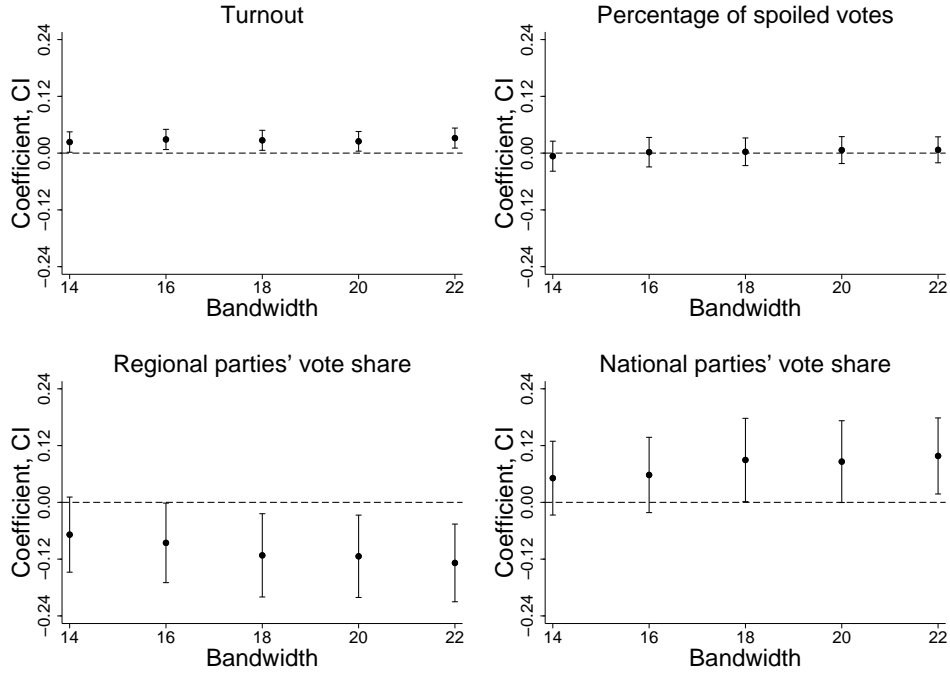 Turnout
Coefficient, CI
0.24
0.12
0.00
−0.12
−0.24
14 16 18 20 22
Bandwidth
Percentage of spoiled votes
Coefficient, CI
0.24
0.12
0.00
−0.12
−0.24
14 16 18 20 22
Bandwidth
Regional parties' vote share
Coefficient, CI
0.24
0.12
0.00
−0.12
−0.24
14 16 18 20 22
Bandwidth
National parties' vote share
Coefficient, CI
0.24
0.12
0.00
−0.12
−0.24
14 16 18 20 22
Bandwidth